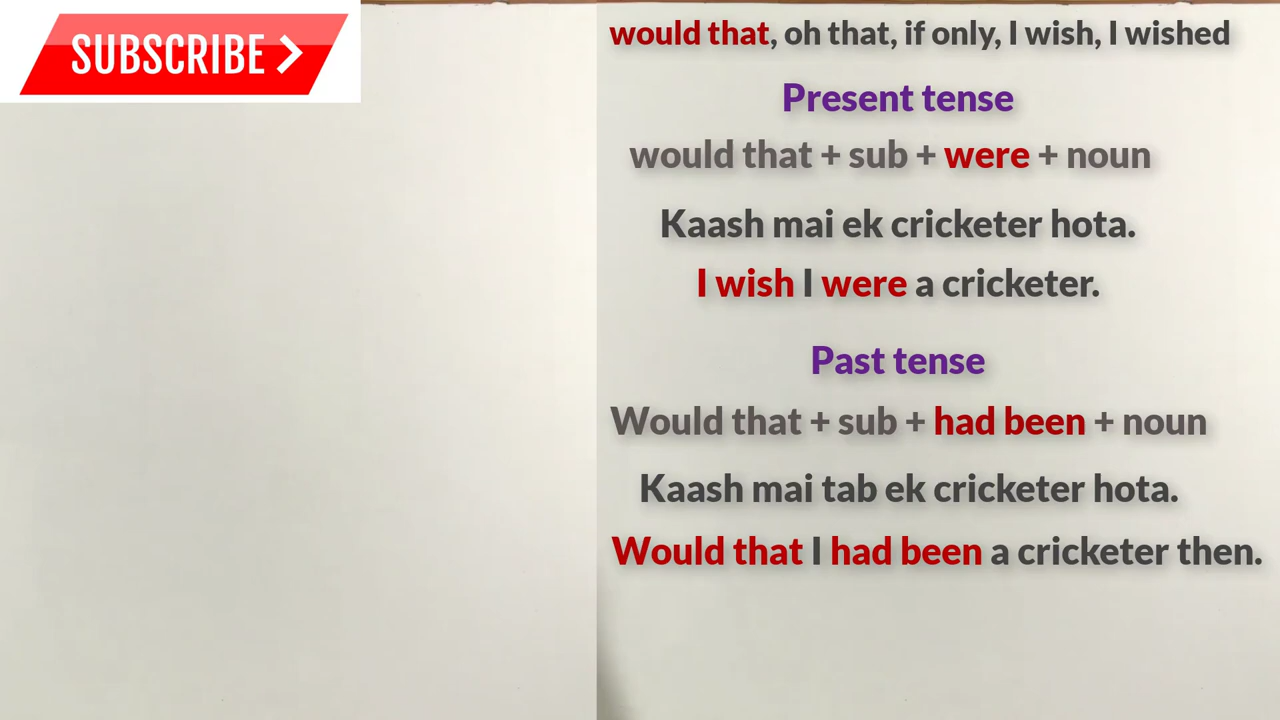 SUBSCRIBE
would that, oh that, if only, I wish, I wished
Present tense
would that + sub + were + noun
Kaash mai ek cricketer hota.
I wish I were a cricketer.
Past tense
Would that + sub + had been + noun
Kaash mai tab ek cricketer hota.
Would that I had been a cricketer then.